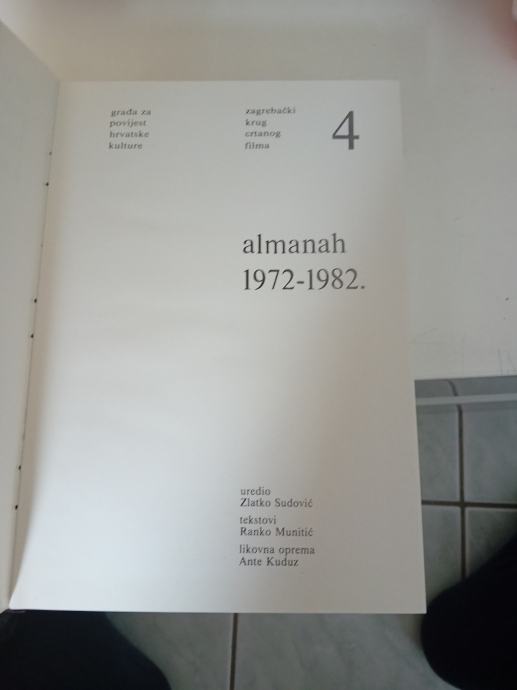 građa za
povijest
hrvatske
kulture
zagrebački
krug
crtanog
filma
4
almanah
1972-1982.
uredio
Zlatko Sudović
tekstovi
Ranko Munitić
likovna oprema
Ante Kuduz